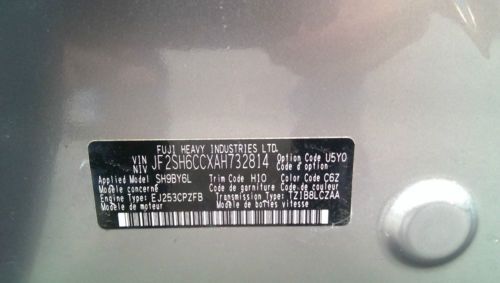 FUJI HEAVY INDUSTRIES LTD.
VIN NIV JF2SH6CCXAH732814 Option Code U5Y0
Code d'option
Applied Model SH9BY6L Trim Code H10 Color Code C6Z
Modèle concerné Code de garniture Code de couleur
Engine Type: EJ253CPZFB Transmission Type: TZ1B8LCZAA
Modèle de moteur Modèle de boîtes vitesse